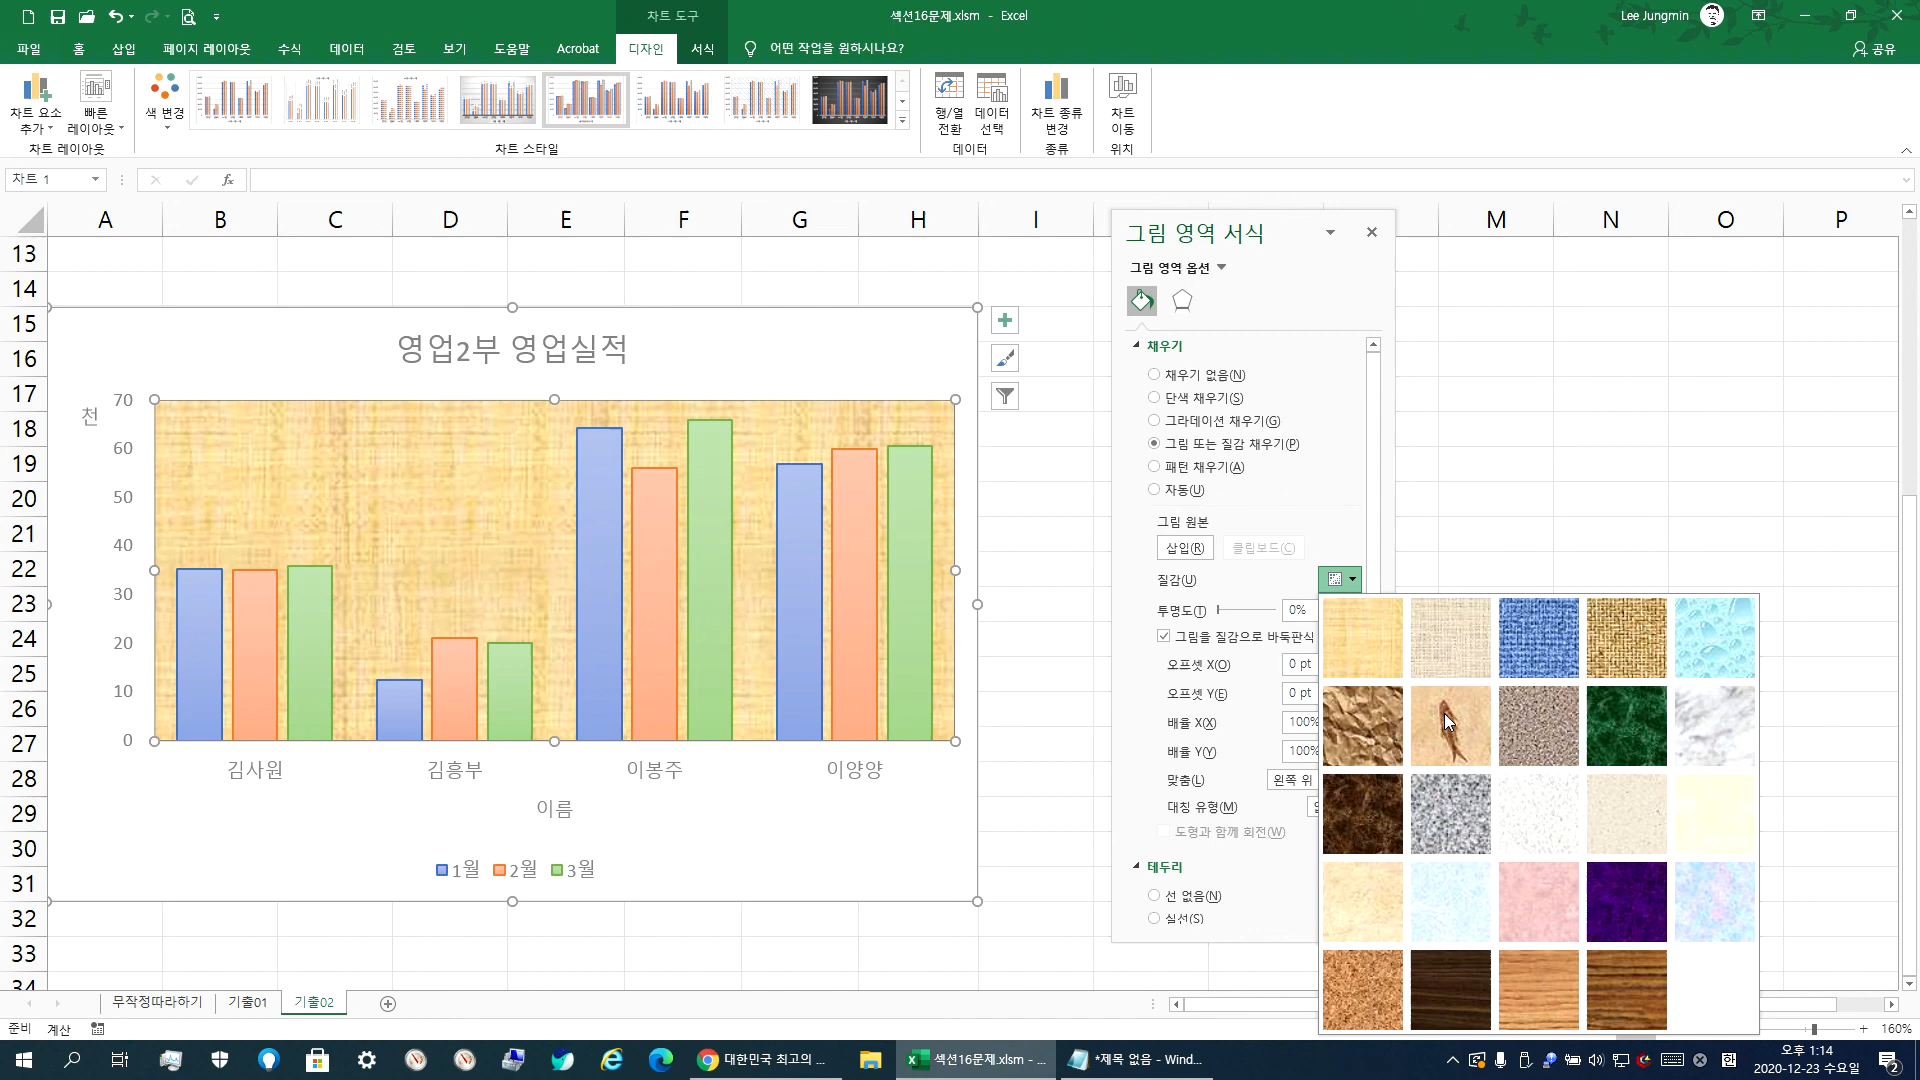 차트 도구
섹션16문제.xlsm - Excel
Lee Jungmin
파일 홈 삽입 페이지 레이아웃 수식 데이터 검토 보기 도움말 Acrobat 디자인 서식 어떤 작업을 원하시나요? 공유
차트 요소 추가
빠른 레이아웃
색 변경
행/열 전환
데이터 선택
차트 종류 변경
차트 이동
차트 레이아웃 차트 스타일 데이터 종류 위치
차트 1 fx
A B C D E F G H I M N O P
13
14
15
16
17
18
19
20
21
22
23
24
25
26
27
28
29
30
31
32
33
34
영업2부 영업실적
천
70
60
50
40
30
20
10
0
김사원 김흥부 이봉주 이양양
이름
1월 2월 3월
그림 영역 서식
그림 영역 옵션
채우기
채우기 없음(N)
단색 채우기(S)
그라데이션 채우기(G)
그림 또는 질감 채우기(P)
패턴 채우기(A)
자동(U)
그림 원본
삽입(R) 클립보드(C)
질감(U)
투명도(T) 0%
그림을 질감으로 바둑판식
오프셋 X(O) 0 pt
오프셋 Y(E) 0 pt
배율 X(X) 100%
배율 Y(Y) 100%
맞춤(L) 왼쪽 위
대칭 유형(M)
도형과 함께 회전(W)
테두리
선 없음(N)
실선(S)
무작정따라하기 기출01 기출02
준비 계산 160%
대한민국 최고의 ...
섹션16문제.xlsm - ...
*제목 없음 - Wind...
한
오후 1:14
2020-12-23 수요일
2